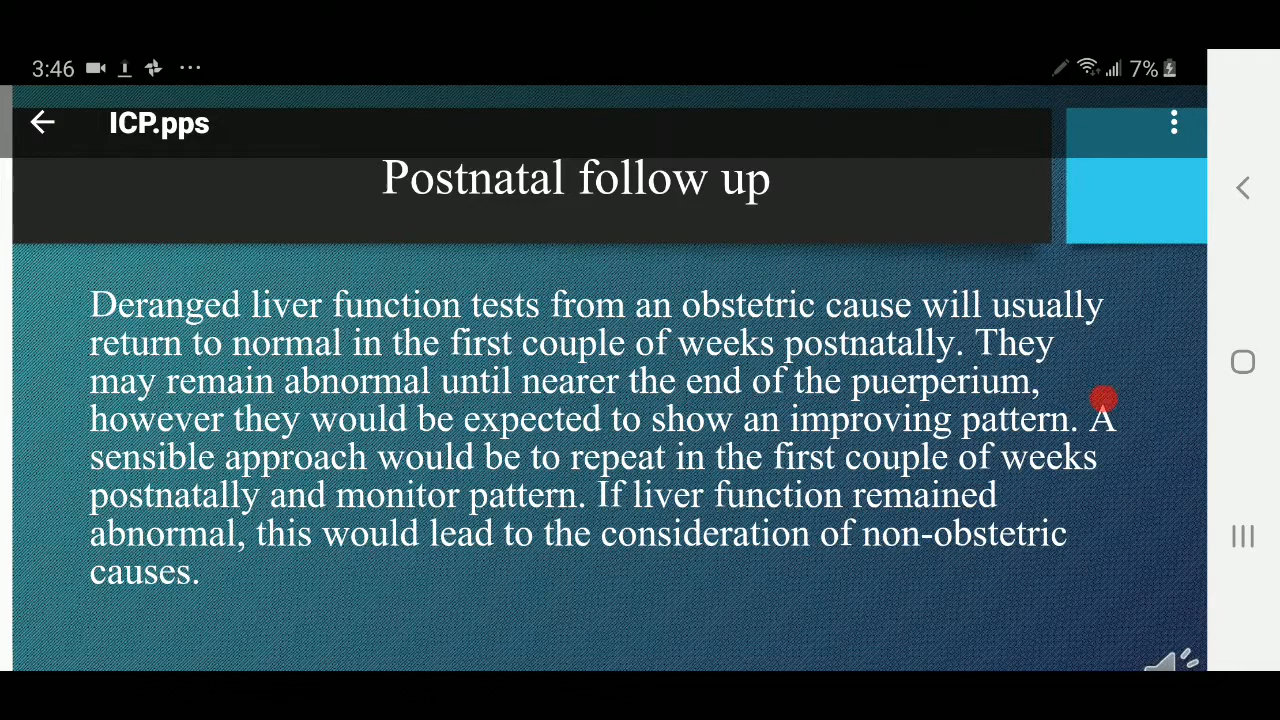 3:46
7%
ICP.pps
Postnatal follow up
Deranged liver function tests from an obstetric cause will usually
return to normal in the first couple of weeks postnatally. They
may remain abnormal until nearer the end of the puerperium,
however they would be expected to show an improving pattern. A
sensible approach would be to repeat in the first couple of weeks
postnatally and monitor pattern. If liver function remained
abnormal, this would lead to the consideration of non-obstetric
causes.